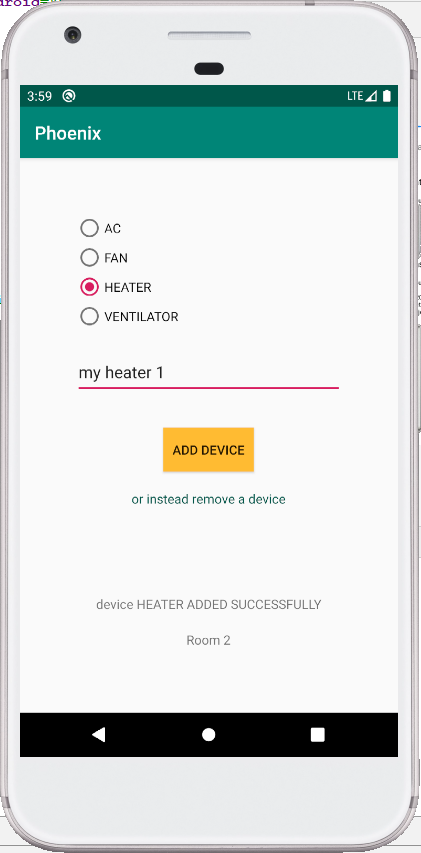 3:59
LTE
Phoenix
AC
FAN
HEATER
VENTILATOR
my heater 1
ADD DEVICE
or instead remove a device
device HEATER ADDED SUCCESSFULLY
Room 2